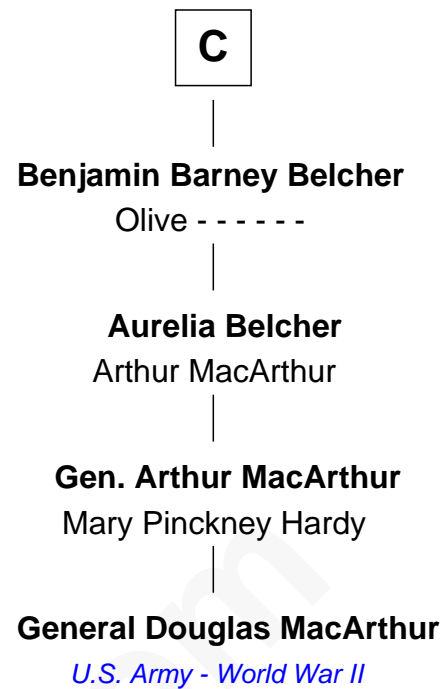 C
Benjamin Barney Belcher
Olive - - - - - -
Aurelia Belcher
Arthur MacArthur
Gen. Arthur MacArthur
Mary Pinckney Hardy
General Douglas MacArthur
U.S. Army - World War II